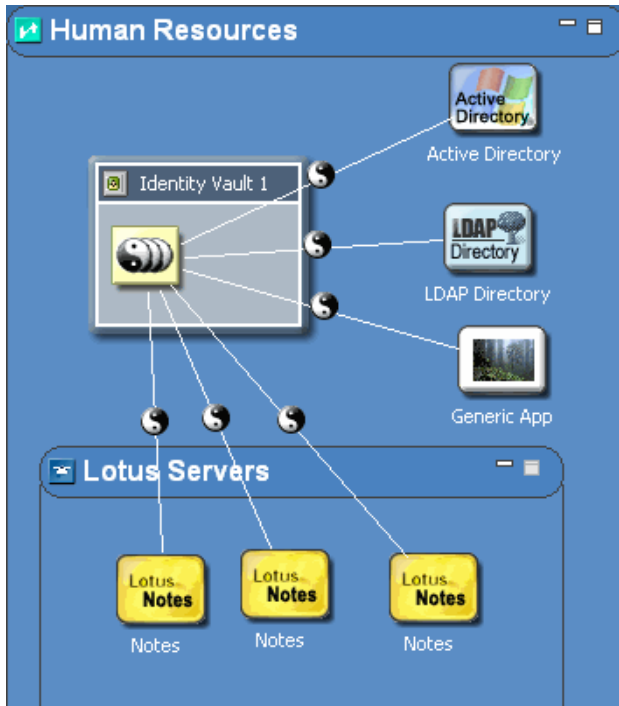 Human Resources
Active
Directory
Active Directory
Identity Vault 1
LDAP
Directory
LDAP Directory
Generic App
Lotus Servers
Lotus
Notes
Notes
Lotus
Notes
Notes
Lotus
Notes
Notes